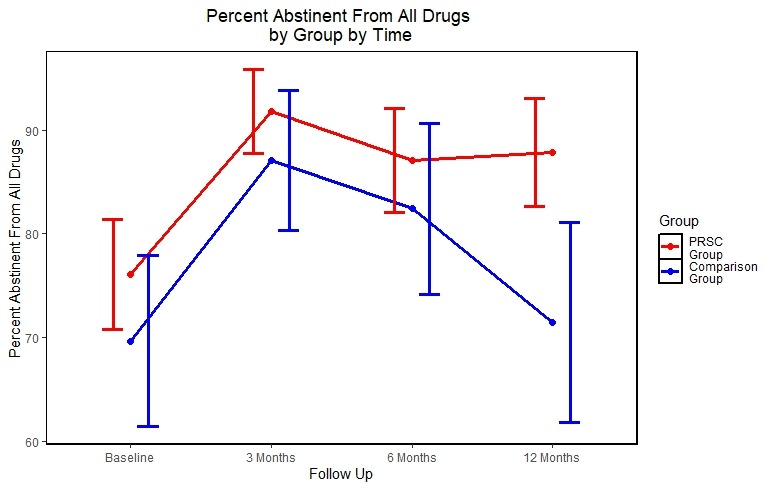 Percent Abstinent From All Drugs
by Group by Time
Percent Abstinent From All Drugs
90
80
70
60
Baseline
3 Months
6 Months
12 Months
Follow Up
Group
PRSC
Group
Comparison
Group